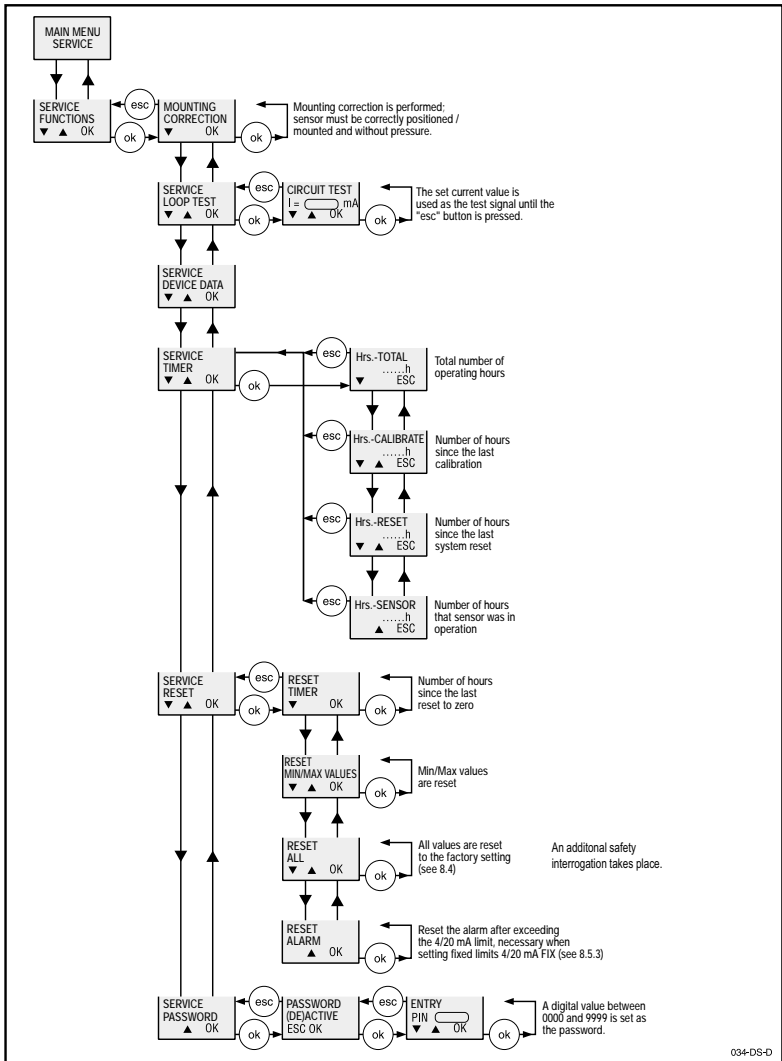 MAIN MENU
SERVICE
SERVICE
FUNCTIONS
▼ ▲ OK
esc
ok
MOUNTING
CORRECTION
▼ OK
ok
Mounting correction is performed;
sensor must be correctly positioned /
mounted and without pressure.
SERVICE
LOOP TEST
▼ ▲ OK
esc
ok
CIRCUIT TEST
I = mA
▼ ▲ OK
ok
The set current value is
used as the test signal until the
"esc" button is pressed.
SERVICE
DEVICE DATA
▼ ▲ OK
SERVICE
TIMER
▼ ▲ OK
esc
ok
Hrs.-TOTAL
......h
▼ ESC
Total number of
operating hours
esc
Hrs.-CALIBRATE
......h
▼ ▲ ESC
Number of hours
since the last
calibration
esc
Hrs.-RESET
......h
▼ ▲ ESC
Number of hours
since the last
system reset
esc
Hrs.-SENSOR
......h
▲ ESC
Number of hours
that sensor was in
operation
SERVICE
RESET
▼ ▲ OK
esc
ok
RESET
TIMER
▼ OK
ok
Number of hours
since the last
reset to zero
RESET
MIN/MAX VALUES
▼ ▲ OK
ok
Min/Max values
are reset
RESET
ALL
▼ ▲ OK
ok
All values are reset
to the factory setting
(see 8.4)
An additonal safety
interrogation takes place.
RESET
ALARM
▲ OK
ok
Reset the alarm after exceeding
the 4/20 mA limit, necessary when
setting fixed limits 4/20 mA FIX (see 8.5.3)
SERVICE
PASSWORD
▲ OK
esc
ok
PASSWORD
(DE)ACTIVE
ESC OK
esc
ok
ENTRY
PIN
▼ ▲ OK
ok
A digital value between
0000 and 9999 is set as
the password.
034-DS-D